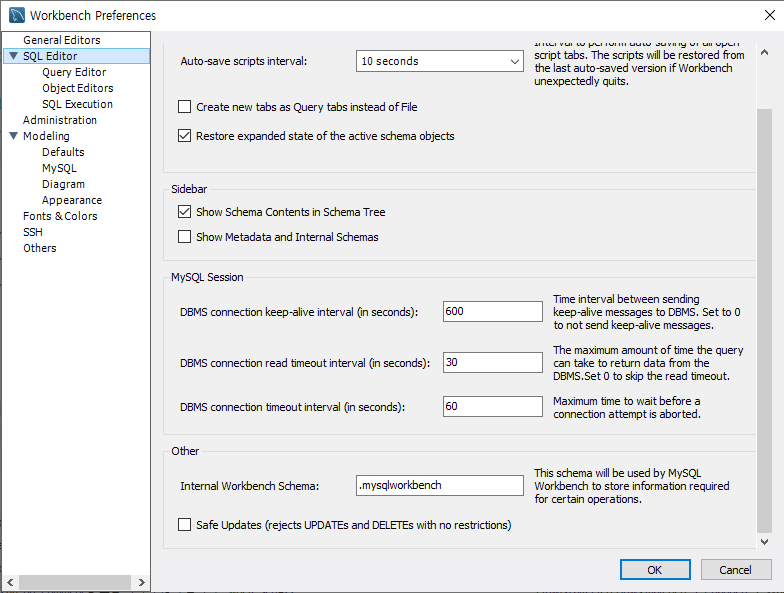 Workbench Preferences
General Editors
SQL Editor
Query Editor
Object Editors
SQL Execution
Administration
Modeling
Defaults
MySQL
Diagram
Appearance
Fonts & Colors
SSH
Others
Auto-save scripts interval:
10 seconds
Interval to perform auto-saving of all open
script tabs. The scripts will be restored from
the last auto-saved version if Workbench
unexpectedly quits.
Create new tabs as Query tabs instead of File
Restore expanded state of the active schema objects
Sidebar
Show Schema Contents in Schema Tree
Show Metadata and Internal Schemas
MySQL Session
DBMS connection keep-alive interval (in seconds):
600
Time interval between sending
keep-alive messages to DBMS. Set to 0
to not send keep-alive messages.
DBMS connection read timeout interval (in seconds):
30
The maximum amount of time the query
can take to return data from the
DBMS.Set 0 to skip the read timeout.
DBMS connection timeout interval (in seconds):
60
Maximum time to wait before a
connection attempt is aborted.
Other
Internal Workbench Schema:
.mysqlworkbench
This schema will be used by MySQL
Workbench to store information required
for certain operations.
Safe Updates (rejects UPDATEs and DELETEs with no restrictions)
OK
Cancel